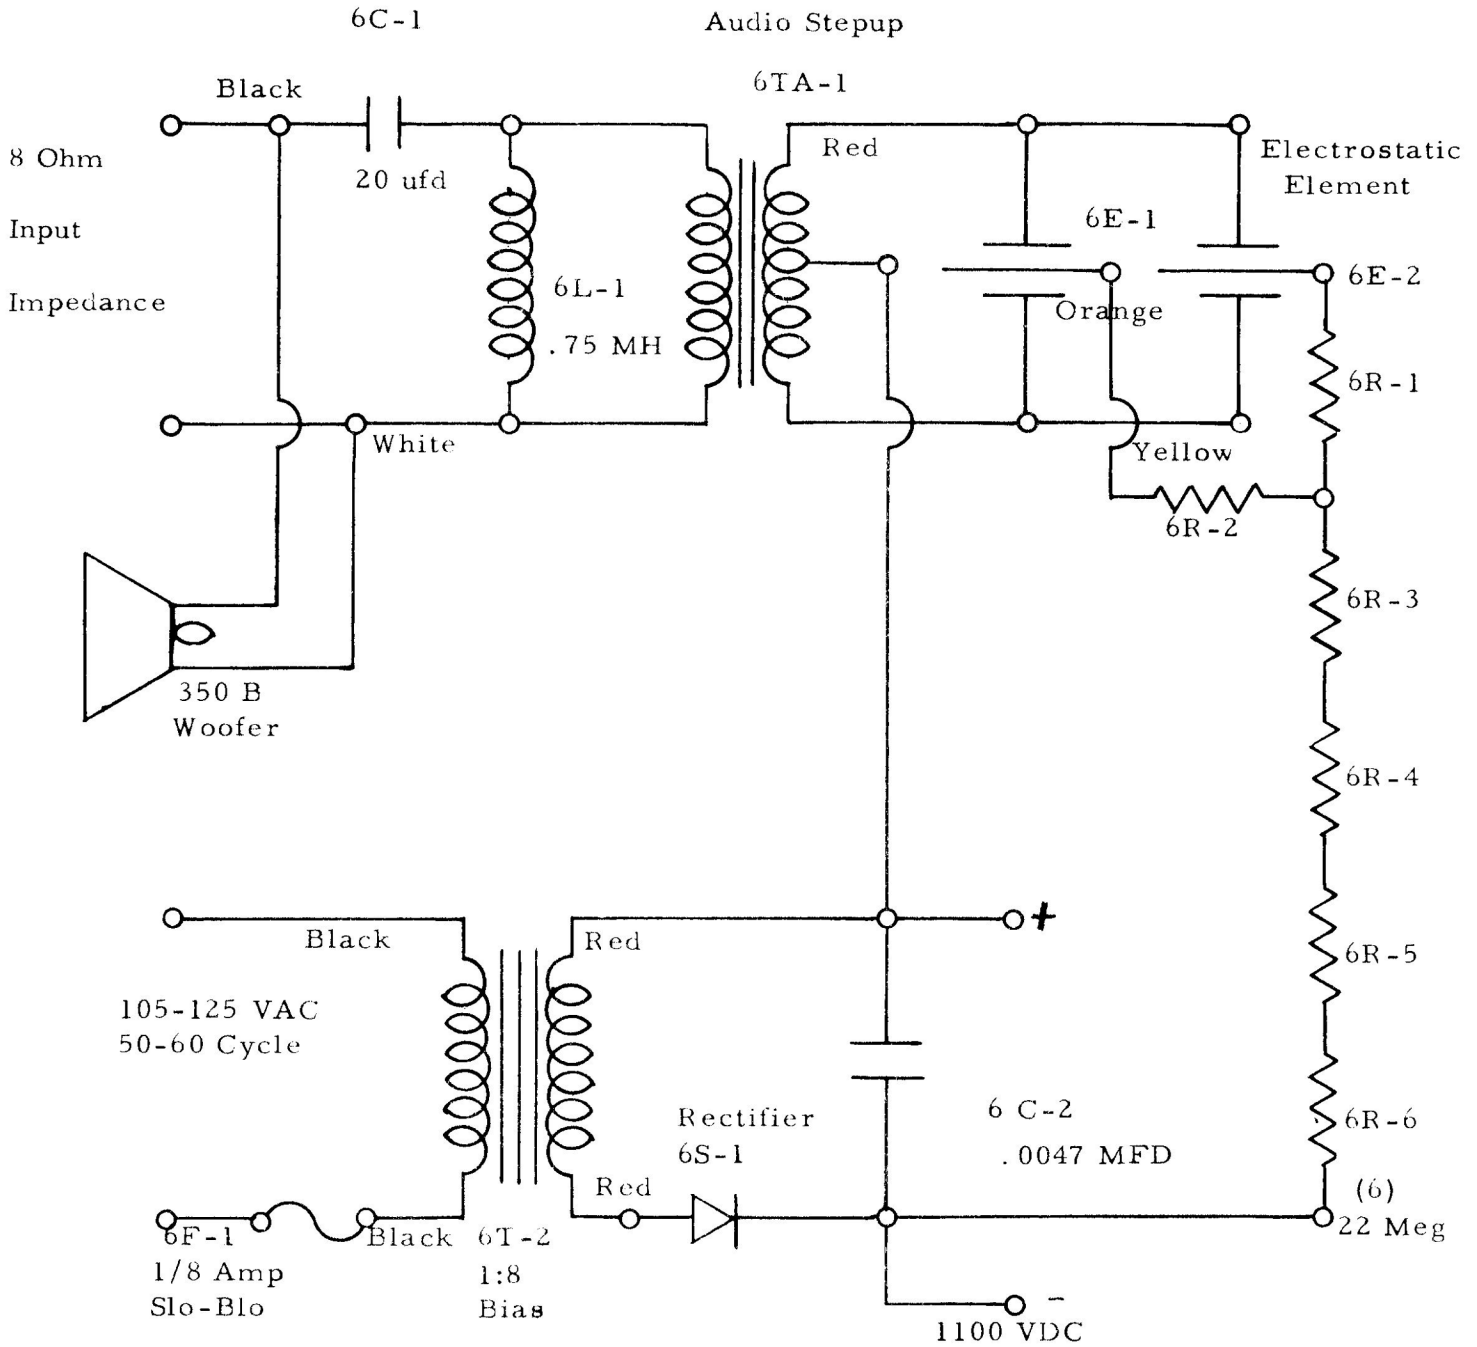 6C-1
Audio Stepup
6TA-1
Black
Red
8 Ohm
Input
Impedance
20 ufd
Electrostatic
Element
6E-1
6E-2
Orange
6L-1
.75 MH
6R-1
White
Yellow
6R-2
6R-3
350 B
Woofer
6R-4
+
Black
Red
6R-5
105-125 VAC
50-60 Cycle
Rectifier
6S-1
6 C-2
.0047 MFD
6R-6
Red
(6)
22 Meg
6F-1
1/8 Amp
Slo-Blo
Black
6T-2
1:8
Bias
-
1100 VDC